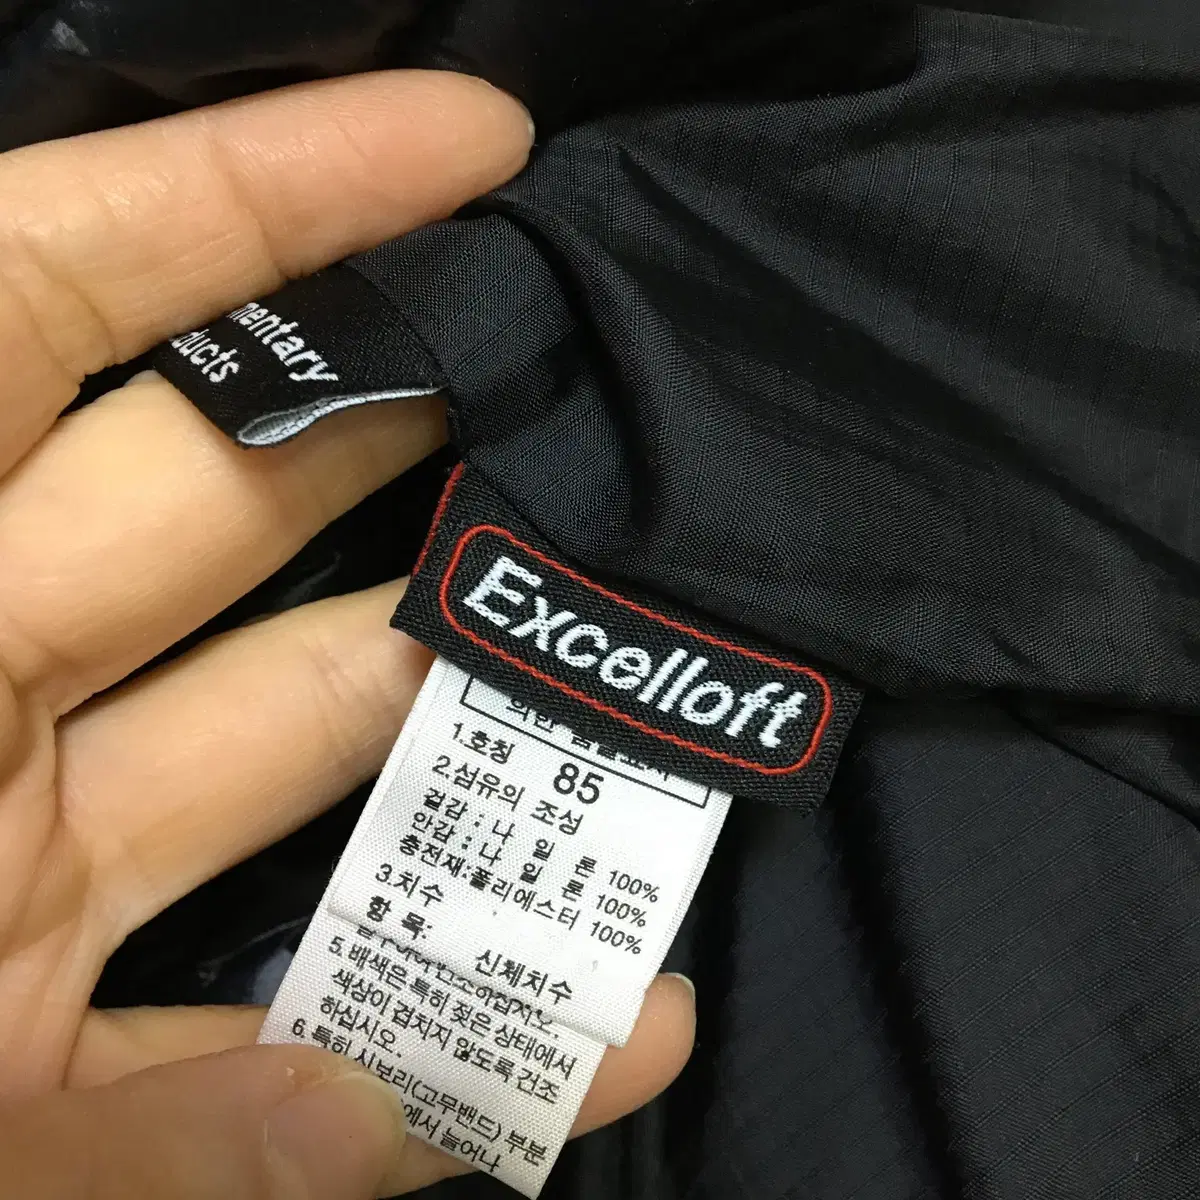 mentary
ducts
Excelloft
1.호칭 85
2.섬유의 조성
겉감 : 나 일 론 100%
안감 : 나 일 론 100%
충전재:폴리에스터 100%
3.치수
항 목: 신체치수
5. 배색은 특히 젖은 상태에서
색상이 겹치지 않도록 건조
하십시오.
6. 특히 시보리(고무밴드) 부분
에서 늘어나